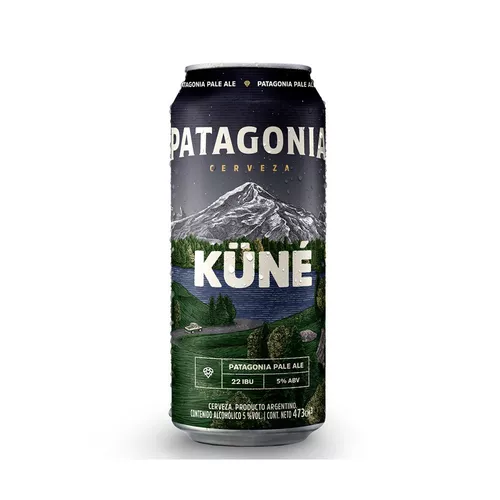 PATAGONIA PALE ALE PATAGONIA PALE AL
PATAGONIA
CERVEZA
KÜNÉ
PATAGONIA PALE ALE
22 IBU 5% ABV
CERVEZA. PRODUCTO ARGENTINO.
CONTENIDO ALCOHÓLICO 5 %VOL. | CONT. NETO 473cm³